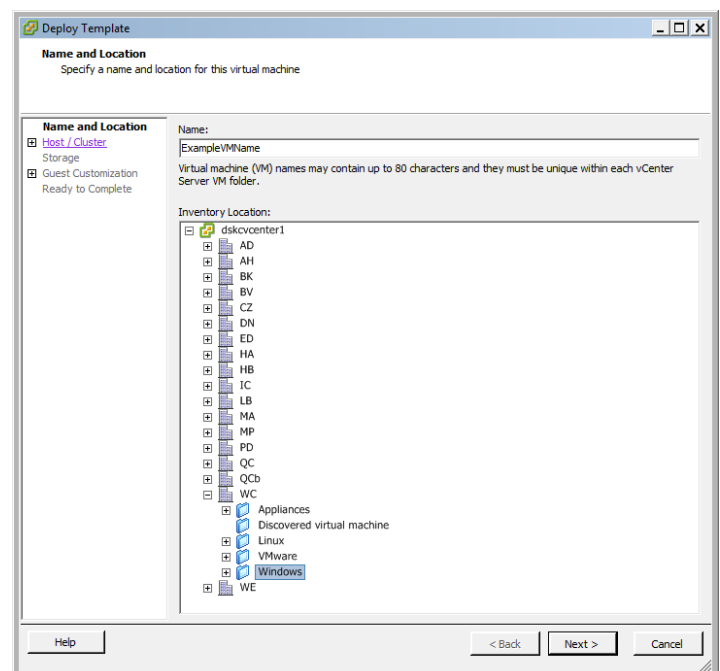 Deploy Template
Name and Location
Specify a name and location for this virtual machine
Name and Location
Host / Cluster
Storage
Guest Customization
Ready to Complete
Name:
ExampleVMName
Virtual machine (VM) names may contain up to 80 characters and they must be unique within each vCenter
Server VM folder.
Inventory Location:
dskcvcenter1
AD
AH
BK
BV
CZ
DN
ED
HA
HB
IC
LB
MA
MP
PD
QC
QCb
WC
Appliances
Discovered virtual machine
Linux
VMware
Windows
WE
Help
< Back
Next >
Cancel